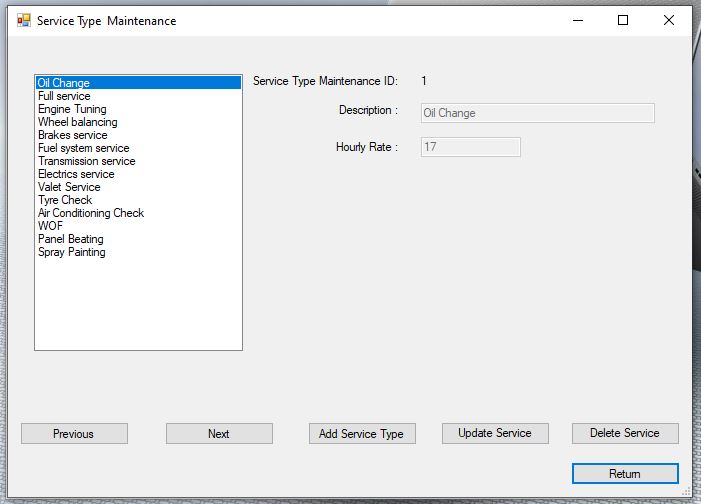 Service Type  Maintenance
Oil Change
Full service
Engine Tuning
Wheel balancing
Brakes service
Fuel system service
Transmission service
Electrics service
Valet Service
Tyre Check
Air Conditioning Check
WOF
Panel Beating
Spray Painting
Service Type Maintenance ID: 1
Description : Oil Change
Hourly Rate : 17
Previous Next Add Service Type Update Service Delete Service
Return